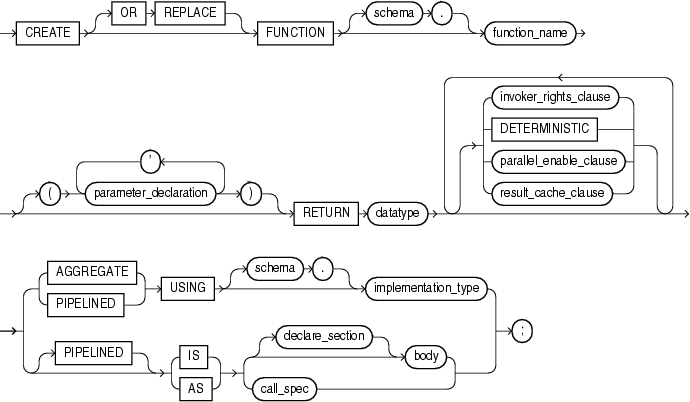 OR REPLACE schema .
CREATE FUNCTION function_name
invoker_rights_clause
DETERMINISTIC
, parallel_enable_clause
( parameter_declaration ) result_cache_clause
RETURN datatype
AGGREGATE schema .
PIPELINED USING implementation_type
;
PIPELINED IS declare_section
AS body
call_spec